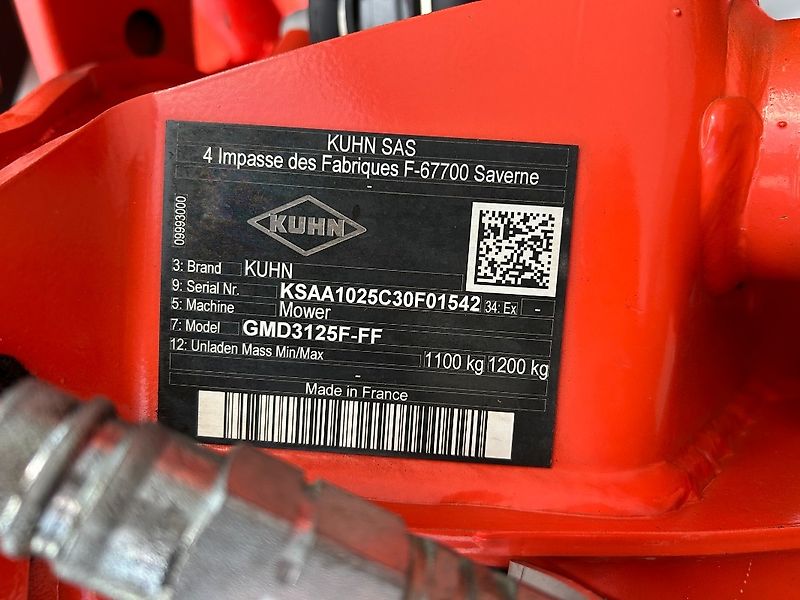 KUHN SAS
4 Impasse des Fabriques F-67700 Saverne
-
09993000
KUHN
3: Brand KUHN
9: Serial Nr. KSAA1025C30F01542 34: Ex -
5: Machine Mower
7: Model GMD3125F-FF
12: Unladen Mass Min/Max 1100 kg 1200 kg
-
Made in France